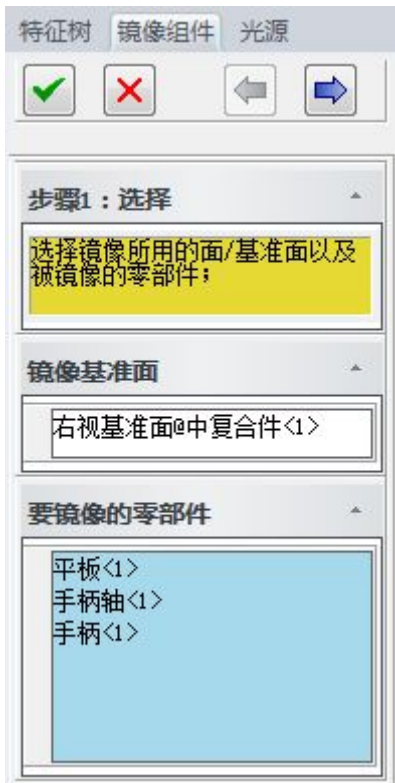 特征树 镜像组件 光源
步骤1：选择
选择镜像所用的面/基准面以及
被镜像的零部件；
镜像基准面
右视基准面@中复合件<1>
要镜像的零部件
平板<1>
手柄轴<1>
手柄<1>